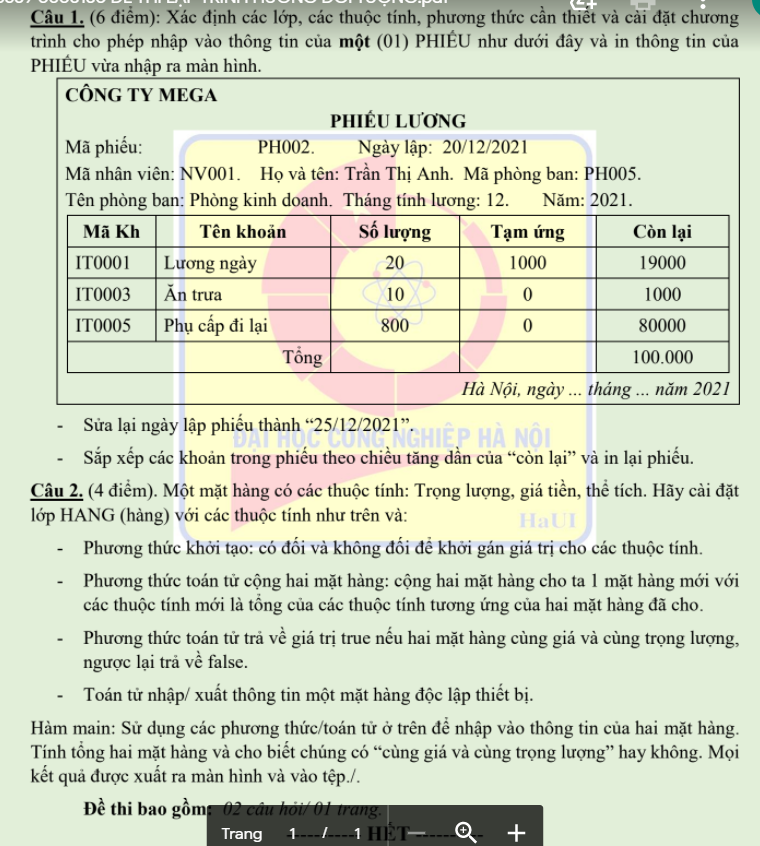 Câu 1. (6 điểm): Xác định các lớp, các thuộc tính, phương thức cần thiết và cài đặt chương
trình cho phép nhập vào thông tin của một (01) PHIẾU như dưới đây và in thông tin của
PHIẾU vừa nhập ra màn hình.
CÔNG TY MEGA
PHIẾU LƯƠNG
Mã phiếu: PH002. Ngày lập: 20/12/2021
Mã nhân viên: NV001. Họ và tên: Trần Thị Anh. Mã phòng ban: PH005.
Tên phòng ban: Phòng kinh doanh. Tháng tính lương: 12. Năm: 2021.
Mã Kh Tên khoản Số lượng Tạm ứng Còn lại
IT0001 Lương ngày 20 1000 19000
IT0003 Ăn trưa 10 0 1000
IT0005 Phụ cấp đi lại 800 0 80000
Tổng 100.000
Hà Nội, ngày ... tháng ... năm 2021
- Sửa lại ngày lập phiếu thành “25/12/2021”.
ĐẠI HỌC CÔNG NGHIỆP HÀ NỘI
- Sắp xếp các khoản trong phiếu theo chiều tăng dần của “còn lại” và in lại phiếu.
Câu 2. (4 điểm). Một mặt hàng có các thuộc tính: Trọng lượng, giá tiền, thể tích. Hãy cài đặt
lớp HANG (hàng) với các thuộc tính như trên và:
HaUI
- Phương thức khởi tạo: có đối và không đối để khởi gán giá trị cho các thuộc tính.
- Phương thức toán tử cộng hai mặt hàng: cộng hai mặt hàng cho ta 1 mặt hàng mới với
các thuộc tính mới là tổng của các thuộc tính tương ứng của hai mặt hàng đã cho.
- Phương thức toán tử trả về giá trị true nếu hai mặt hàng cùng giá và cùng trọng lượng,
ngược lại trả về false.
- Toán tử nhập/ xuất thông tin một mặt hàng độc lập thiết bị.
Hàm main: Sử dụng các phương thức/toán tử ở trên để nhập vào thông tin của hai mặt hàng.
Tính tổng hai mặt hàng và cho biết chúng có “cùng giá và cùng trọng lượng” hay không. Mọi
kết quả được xuất ra màn hình và vào tệp./.
Đề thi bao gồm: 02 câu hỏi/ 01 trang.
---------- HẾT ----------
Trang 1 / 1